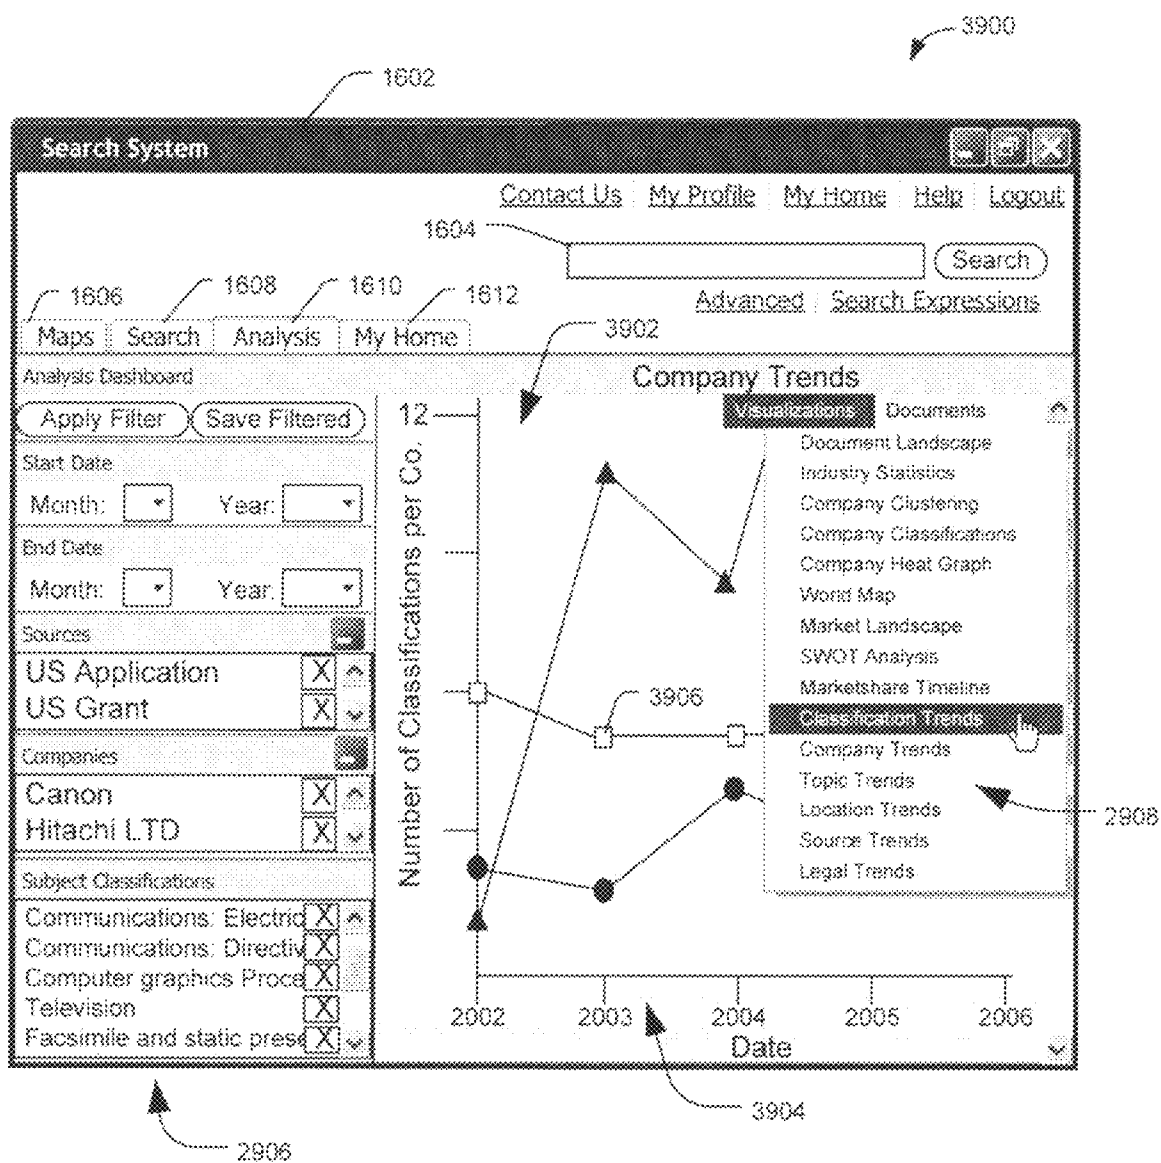 3900
1602
Search System
Contact Us My Profile My Home Help Logout
1604
Search
Advanced Search Expressions
1606 1608 1610 1612
Maps Search Analysis My Home
3902
Analysis Dashboard
Company Trends
Apply Filter Save Filtered
Start Date
Month: Year:
End Date
Month: Year:
Sources
US Application X
US Grant X
Companies
Canon X
Hitachi LTD X
Subject Classifications
Communications: Electric X
Communications: Directiv X
Computer graphics Proce X
Television X
Facsimile and static prese X
12
Number of Classifications per Co.
Visualizations Documents
Document Landscape
Industry Statistics
Company Clustering
Company Classifications
Company Heat Graph
World Map
Market Landscape
SWOT Analysis
Marketshare Timeline
Classification Trends
Company Trends
Topic Trends
Location Trends
Source Trends
Legal Trends
3906
2908
2002 2003 2004 2005 2006
Date
3904
2906